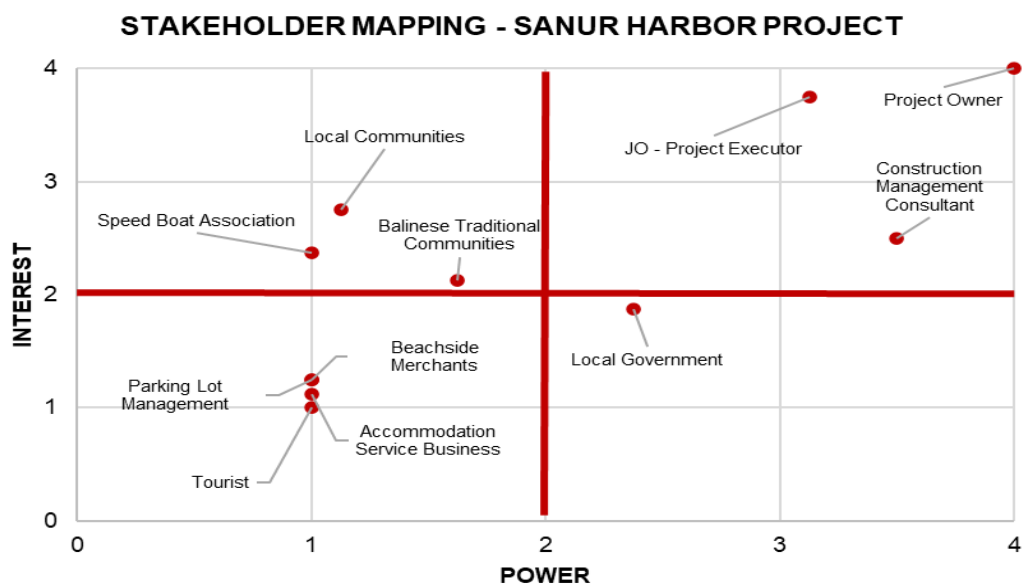 STAKEHOLDER MAPPING - SANUR HARBOR PROJECT
4
Project Owner
Local Communities
JO - Project Executor
3
Construction
Management
Consultant
Speed Boat Association
Balinese Traditional
Communities
INTEREST
2
Local Government
Beachside
Merchants
Parking Lot
Management
1
Accommodation
Service Business
Tourist
0
0
1
2
3
4
POWER